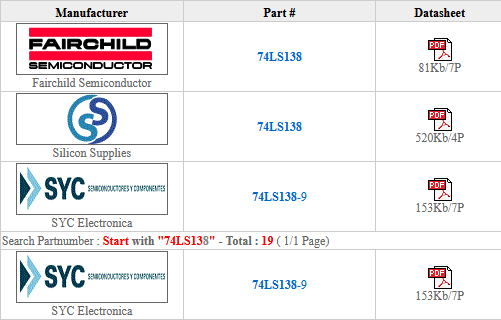 Manufacturer Part # Datasheet
FAIRCHILD
SEMICONDUCTOR
Fairchild Semiconductor 74LS138 PDF 81Kb/7P
SS
Silicon Supplies 74LS138 PDF 520Kb/4P
SYC SEMICONDUCTORES Y COMPONENTES
SYC Electronica 74LS138-9 PDF 153Kb/7P
Search Partnumber : Start with "74LS138" - Total : 19 ( 1/1 Page)
SYC SEMICONDUCTORES Y COMPONENTES
SYC Electronica 74LS138-9 PDF 153Kb/7P